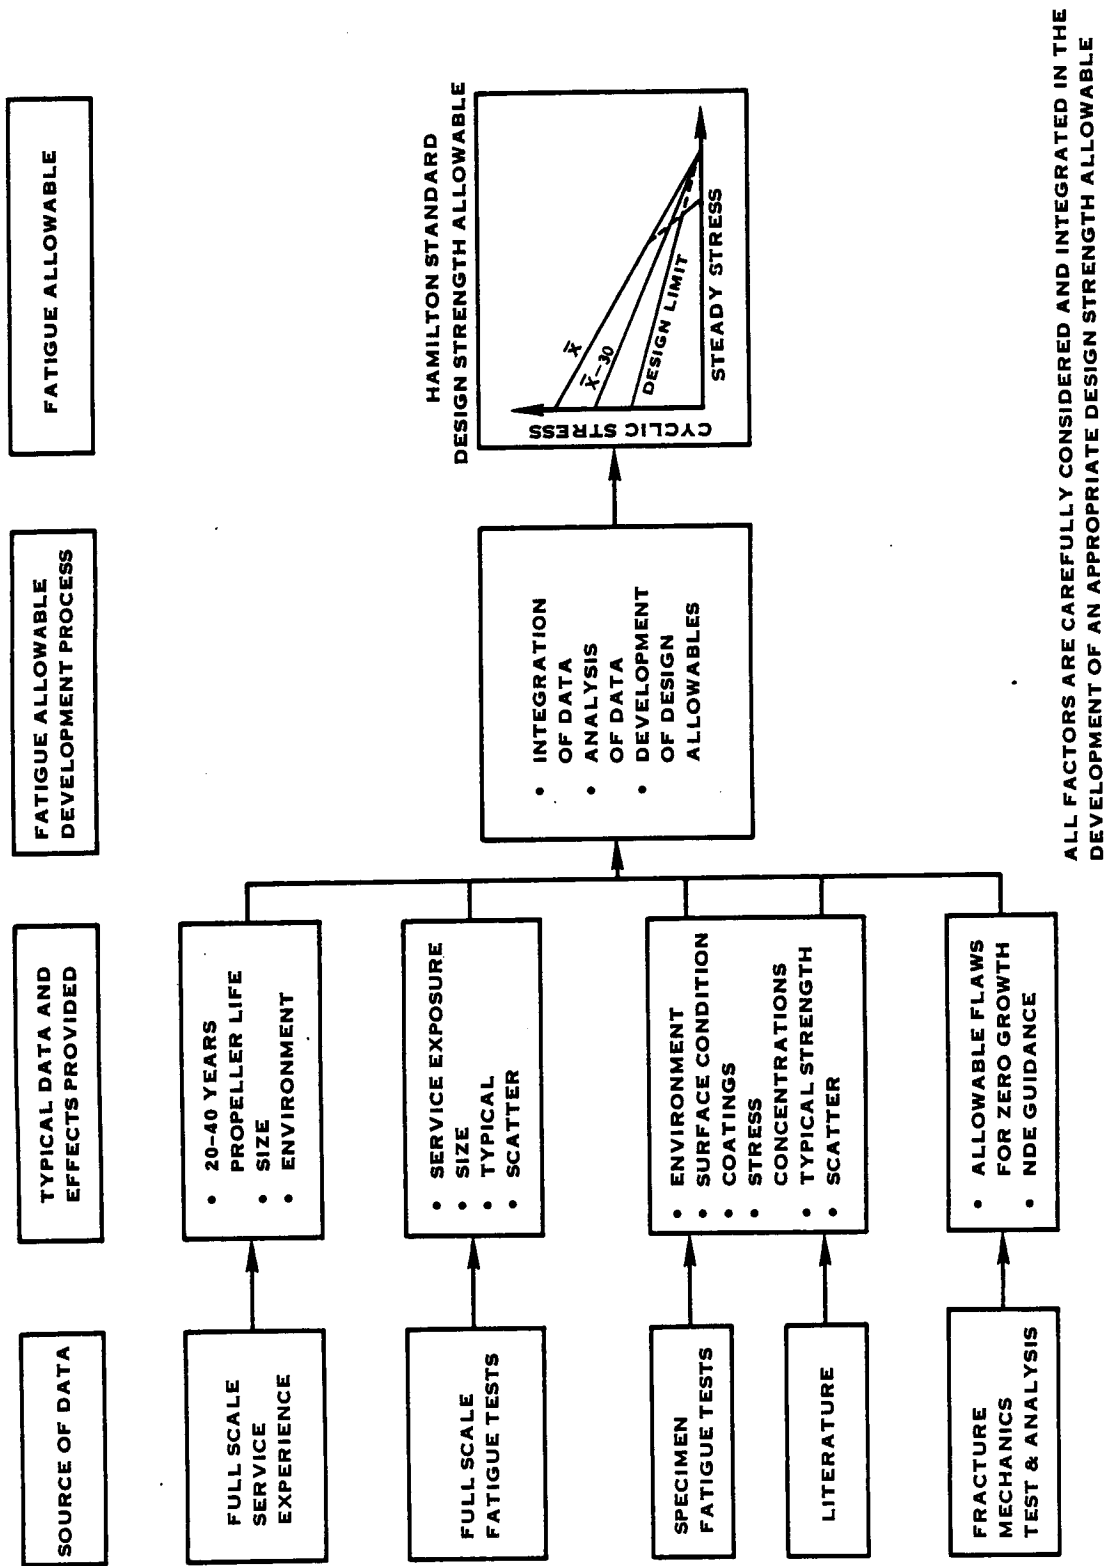 SOURCE OF DATA
TYPICAL DATA AND
EFFECTS PROVIDED
FATIGUE ALLOWABLE
DEVELOPMENT PROCESS
FATIGUE ALLOWABLE
FULL SCALE
SERVICE
EXPERIENCE
• 20-40 YEARS
PROPELLER LIFE
• SIZE
• ENVIRONMENT
FULL SCALE
FATIGUE TESTS
• SERVICE EXPOSURE
• SIZE
• TYPICAL
• SCATTER
SPECIMEN
FATIGUE TESTS
LITERATURE
• ENVIRONMENT
• SURFACE CONDITION
• COATINGS
• STRESS
CONCENTRATIONS
• TYPICAL STRENGTH
• SCATTER
FRACTURE
MECHANICS
TEST & ANALYSIS
• ALLOWABLE FLAWS
FOR ZERO GROWTH
• NDE GUIDANCE
• INTEGRATION
OF DATA
• ANALYSIS
OF DATA
• DEVELOPMENT
OF DESIGN
ALLOWABLES
HAMILTON STANDARD
DESIGN STRENGTH ALLOWABLE
CYCLIC STRESS
X̅
X̅-30
DESIGN LIMIT
STEADY STRESS
ALL FACTORS ARE CAREFULLY CONSIDERED AND INTEGRATED IN THE
DEVELOPMENT OF AN APPROPRIATE DESIGN STRENGTH ALLOWABLE